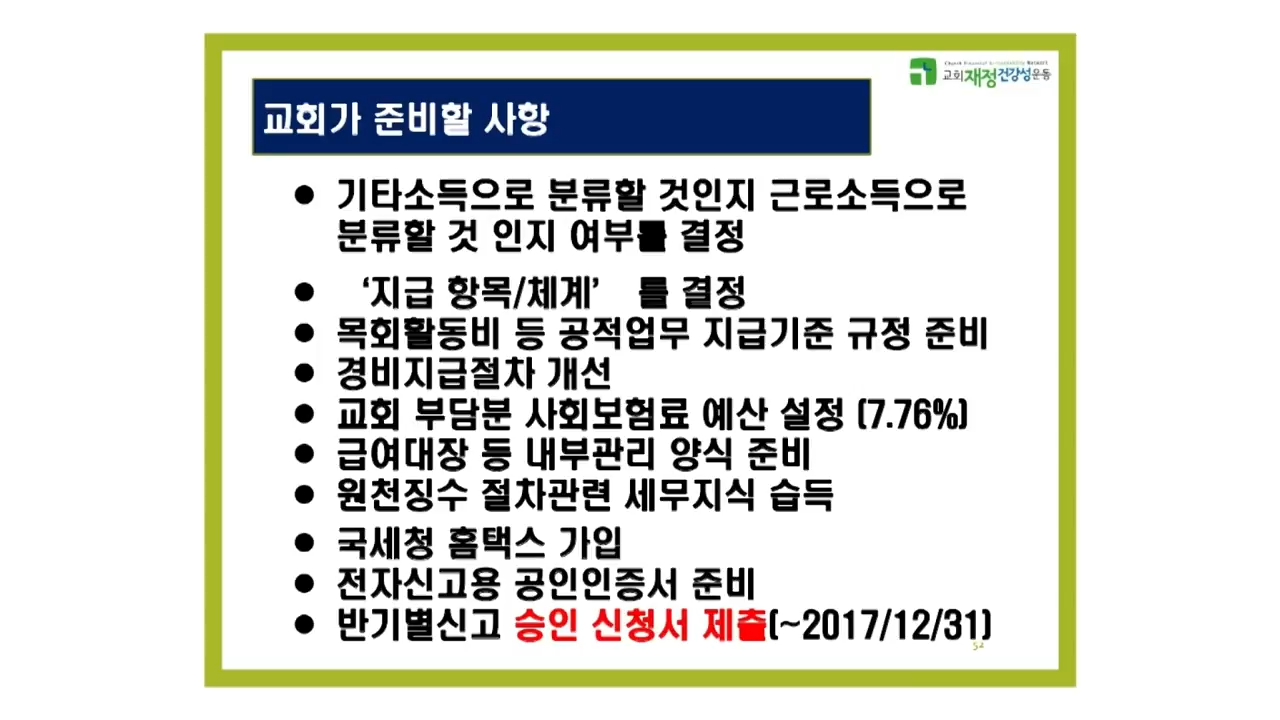 Church Financial Accountability Network
교회재정건강성운동
교회가 준비할 사항
● 기타소득으로 분류할 것인지 근로소득으로
분류할 것 인지 여부를 결정
● ‘지급 항목/체계’ 를 결정
● 목회활동비 등 공적업무 지급기준 규정 준비
● 경비지급절차 개선
● 교회 부담분 사회보험료 예산 설정 (7.76%)
● 급여대장 등 내부관리 양식 준비
● 원천징수 절차관련 세무지식 습득
● 국세청 홈택스 가입
● 전자신고용 공인인증서 준비
● 반기별신고 승인 신청서 제출(~2017/12/31)
52